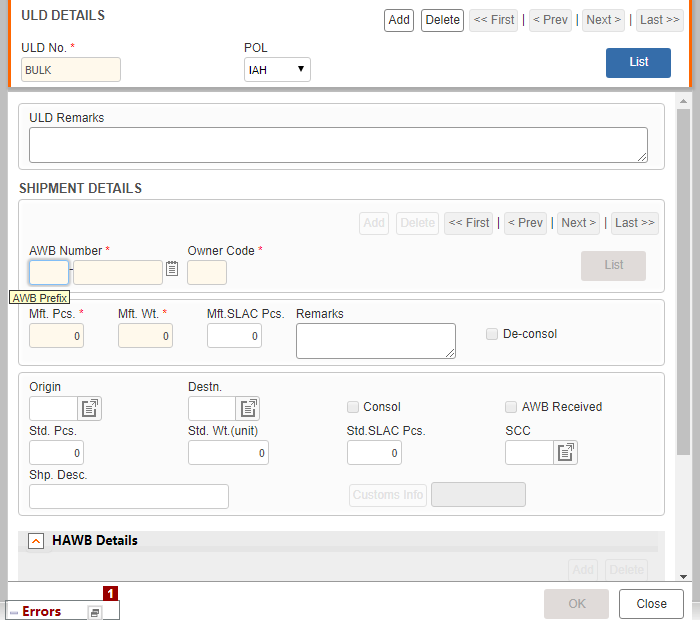 ULD DETAILS
Add Delete << First | < Prev | Next > | Last >>
ULD No. * POL
BULK IAH List
ULD Remarks
SHIPMENT DETAILS
Add Delete << First | < Prev | Next > | Last >>
AWB Number * Owner Code *
- List
AWB Prefix
Mft. Pcs. * Mft. Wt. * Mft.SLAC Pcs. Remarks
0 0 0 De-consol
Origin Destn.
Consol AWB Received
Std. Pcs. Std. Wt.(unit) Std.SLAC Pcs. SCC
0 0 0
Shp. Desc.
Customs Info
HAWB Details
Add Delete
1
Errors OK Close